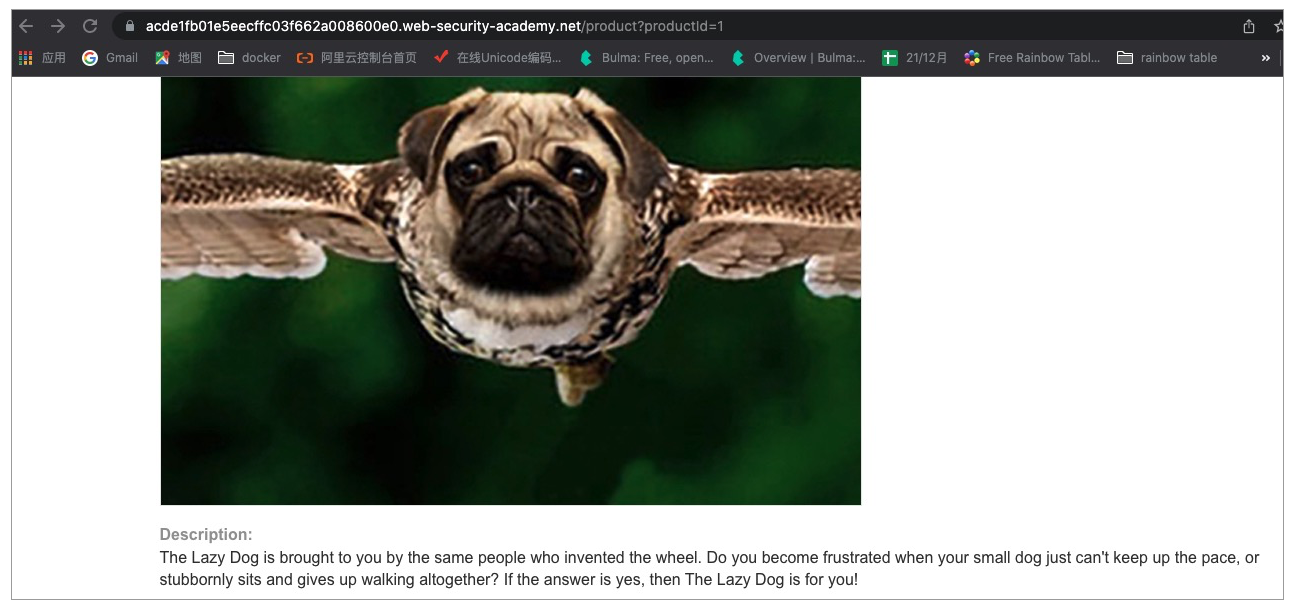 acde1fb01e5eecffc03f662a008600e0.web-security-academy.net/product?productId=1
应用 Gmail 地图 docker 阿里云控制台首页 在线Unicode编码... Bulma: Free, open... Overview | Bulma:... 21/12月 Free Rainbow Tabl... rainbow table »
Description:
The Lazy Dog is brought to you by the same people who invented the wheel. Do you become frustrated when your small dog just can't keep up the pace, or
stubbornly sits and gives up walking altogether? If the answer is yes, then The Lazy Dog is for you!